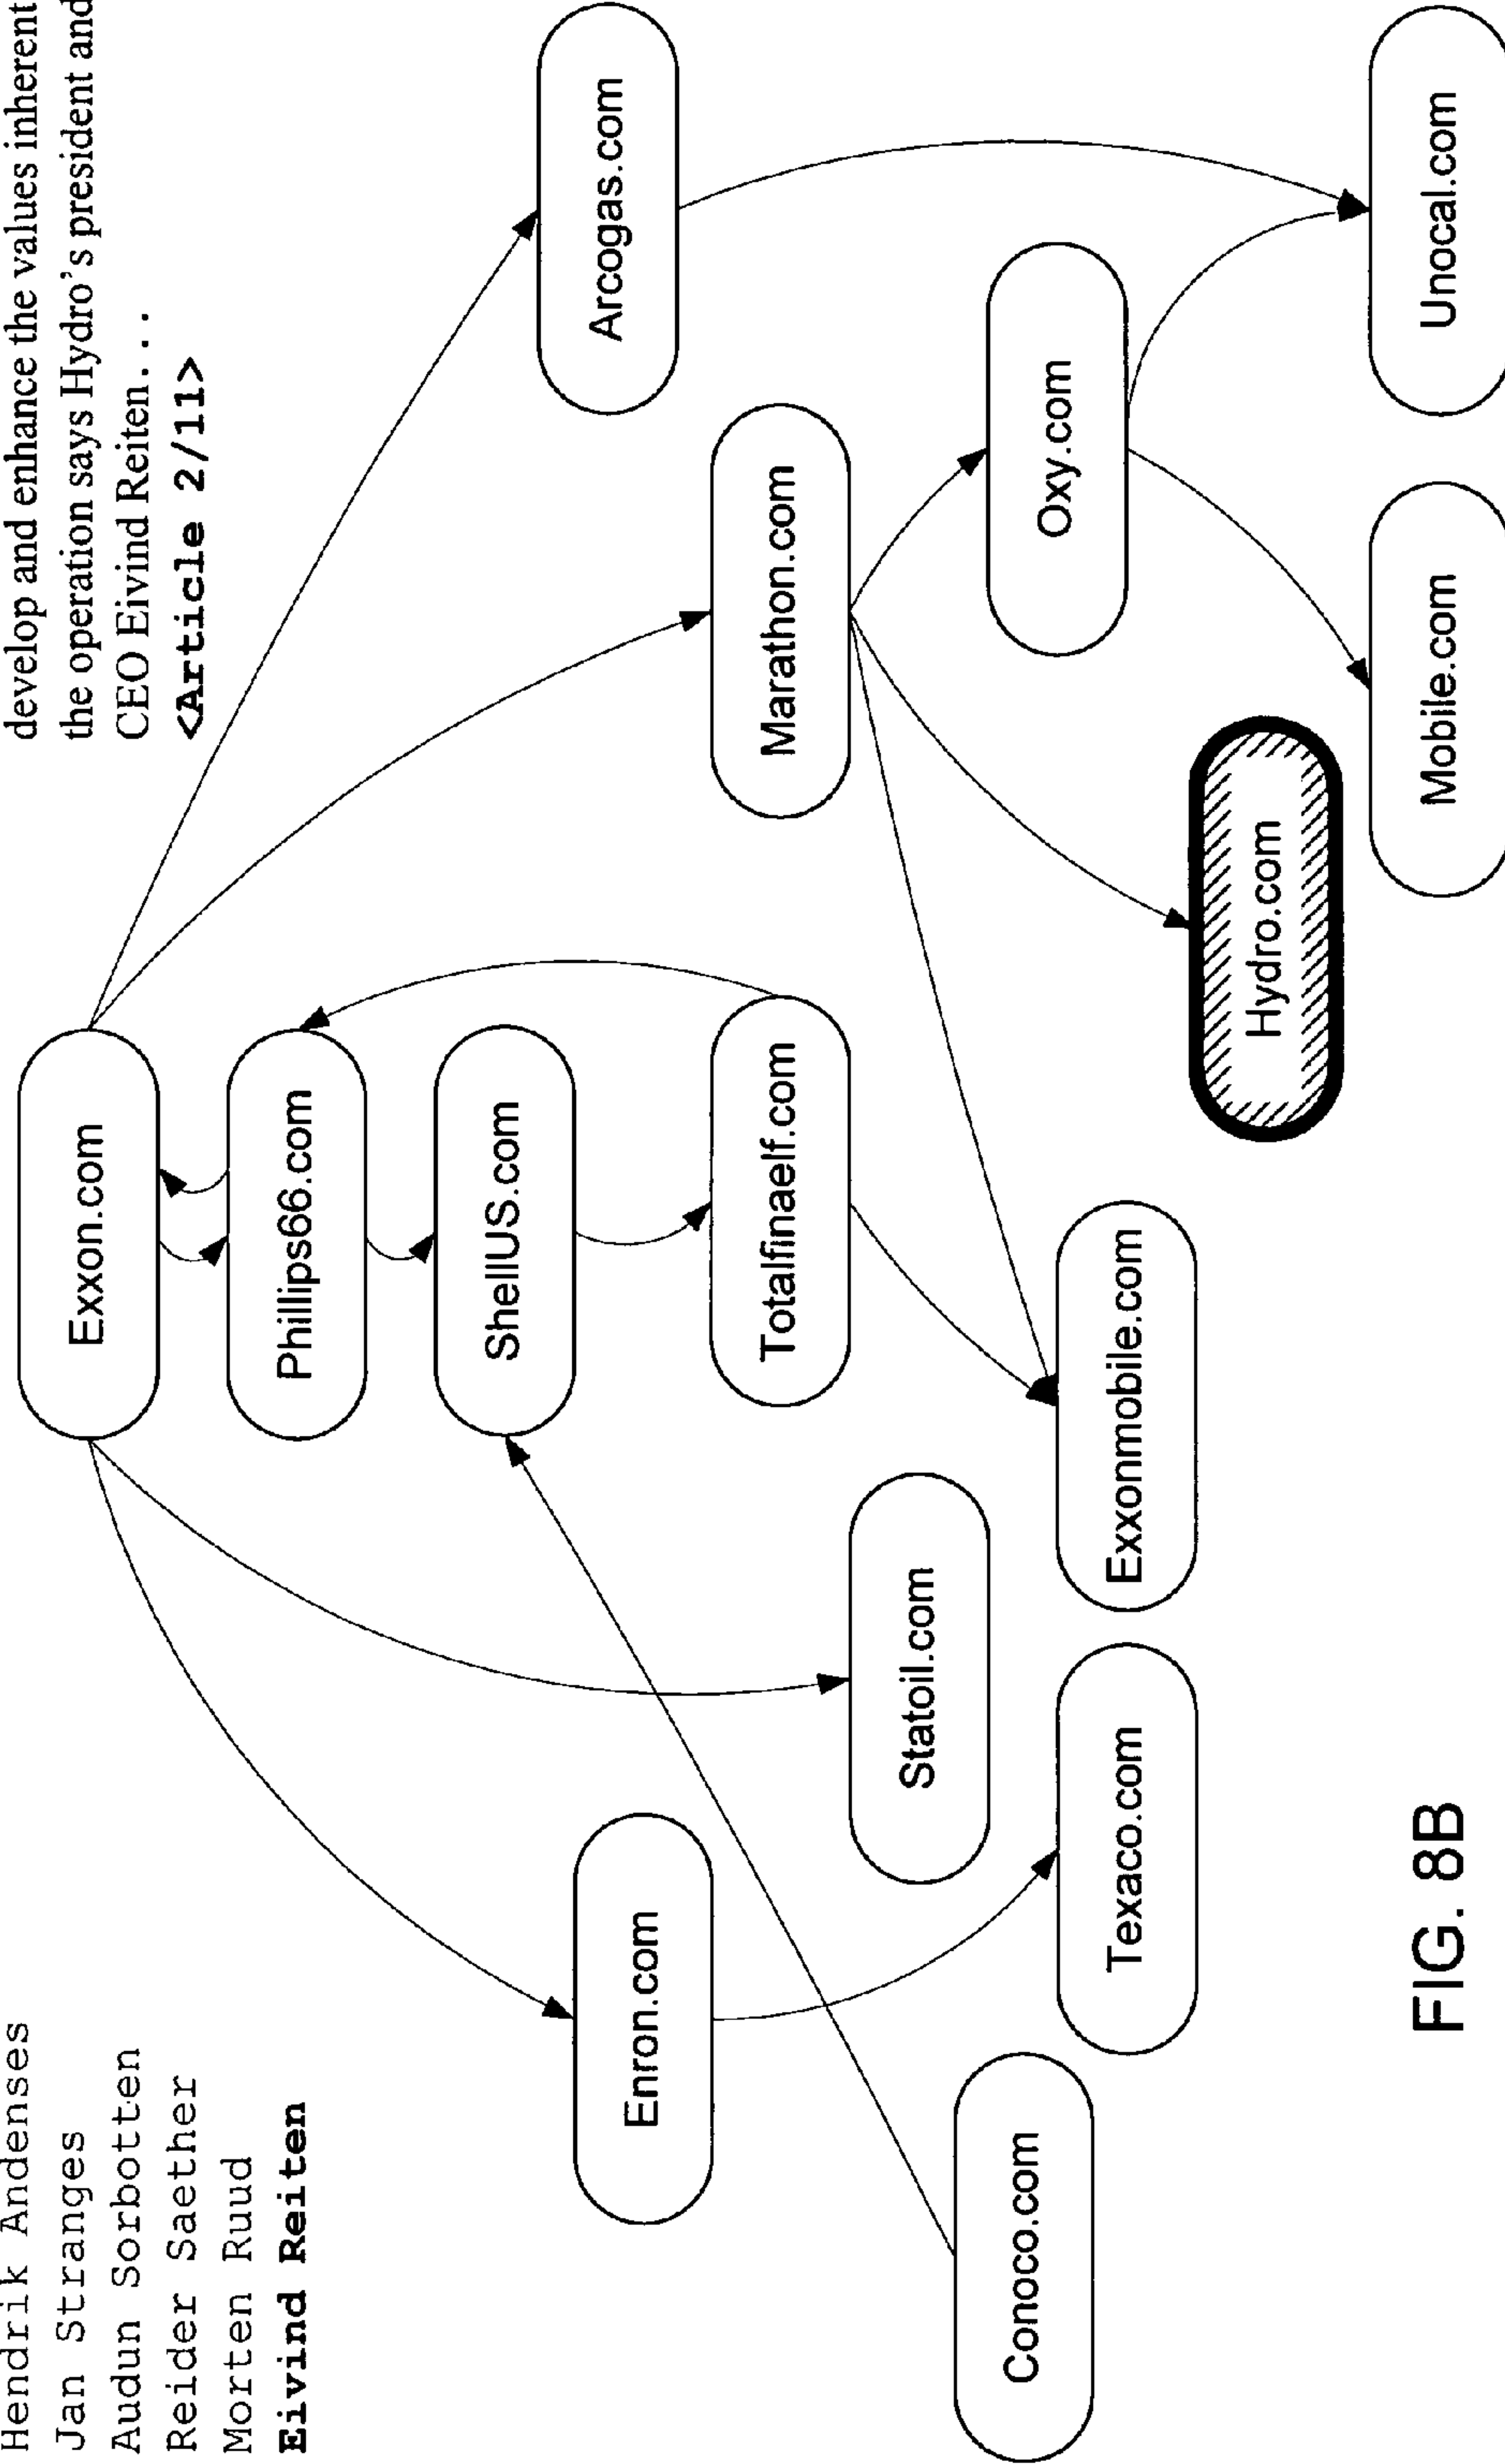 Hendrik Andenses
Jan Stranges
Audun Sorbotten
Reider Saether
Morten Ruud
Eivind Reiten
develop and enhance the values inherent
the operation says Hydro's president and
CEO Eivind Reiten...
<Article 2/11>
Exxon.com
Phillips66.com
ShellUS.com
Arcogas.com
Enron.com
Totalfinaelf.com
Marathon.com
Statoil.com
Conoco.com
Oxy.com
Texaco.com
Exxonmobile.com
Hydro.com
Mobile.com
Unocal.com
FIG. 8B